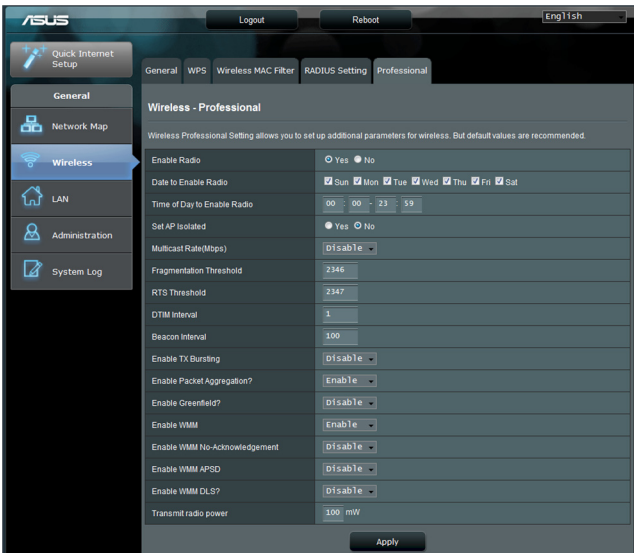 ASUS
Logout
Reboot
English
Quick Internet Setup
General
Network Map
Wireless
LAN
Administration
System Log
General WPS Wireless MAC Filter RADIUS Setting Professional
Wireless - Professional
Wireless Professional Setting allows you to set up additional parameters for wireless. But default values are recommended.
Enable Radio Yes No
Date to Enable Radio Sun Mon Tue Wed Thu Fri Sat
Time of Day to Enable Radio 00 : 00 - 23 : 59
Set AP Isolated Yes No
Multicast Rate(Mbps) Disable
Fragmentation Threshold 2346
RTS Threshold 2347
DTIM Interval 1
Beacon Interval 100
Enable TX Bursting Disable
Enable Packet Aggregation? Enable
Enable Greenfield? Disable
Enable WMM Enable
Enable WMM No-Acknowledgement Disable
Enable WMM APSD Disable
Enable WMM DLS? Disable
Transmit radio power 100 mW
Apply